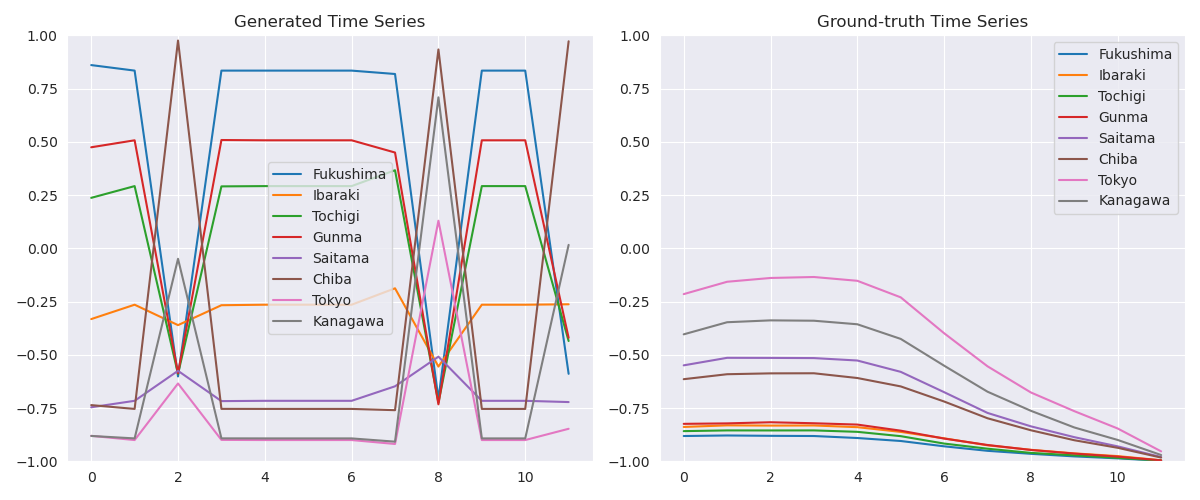 Generated Time Series
1.00
0.75
0.50
0.25
0.00
−0.25
−0.50
−0.75
−1.00
0 2 4 6 8 10
Fukushima
Ibaraki
Tochigi
Gunma
Saitama
Chiba
Tokyo
Kanagawa
Ground-truth Time Series
1.00
0.75
0.50
0.25
0.00
−0.25
−0.50
−0.75
−1.00
0 2 4 6 8 10
Fukushima
Ibaraki
Tochigi
Gunma
Saitama
Chiba
Tokyo
Kanagawa